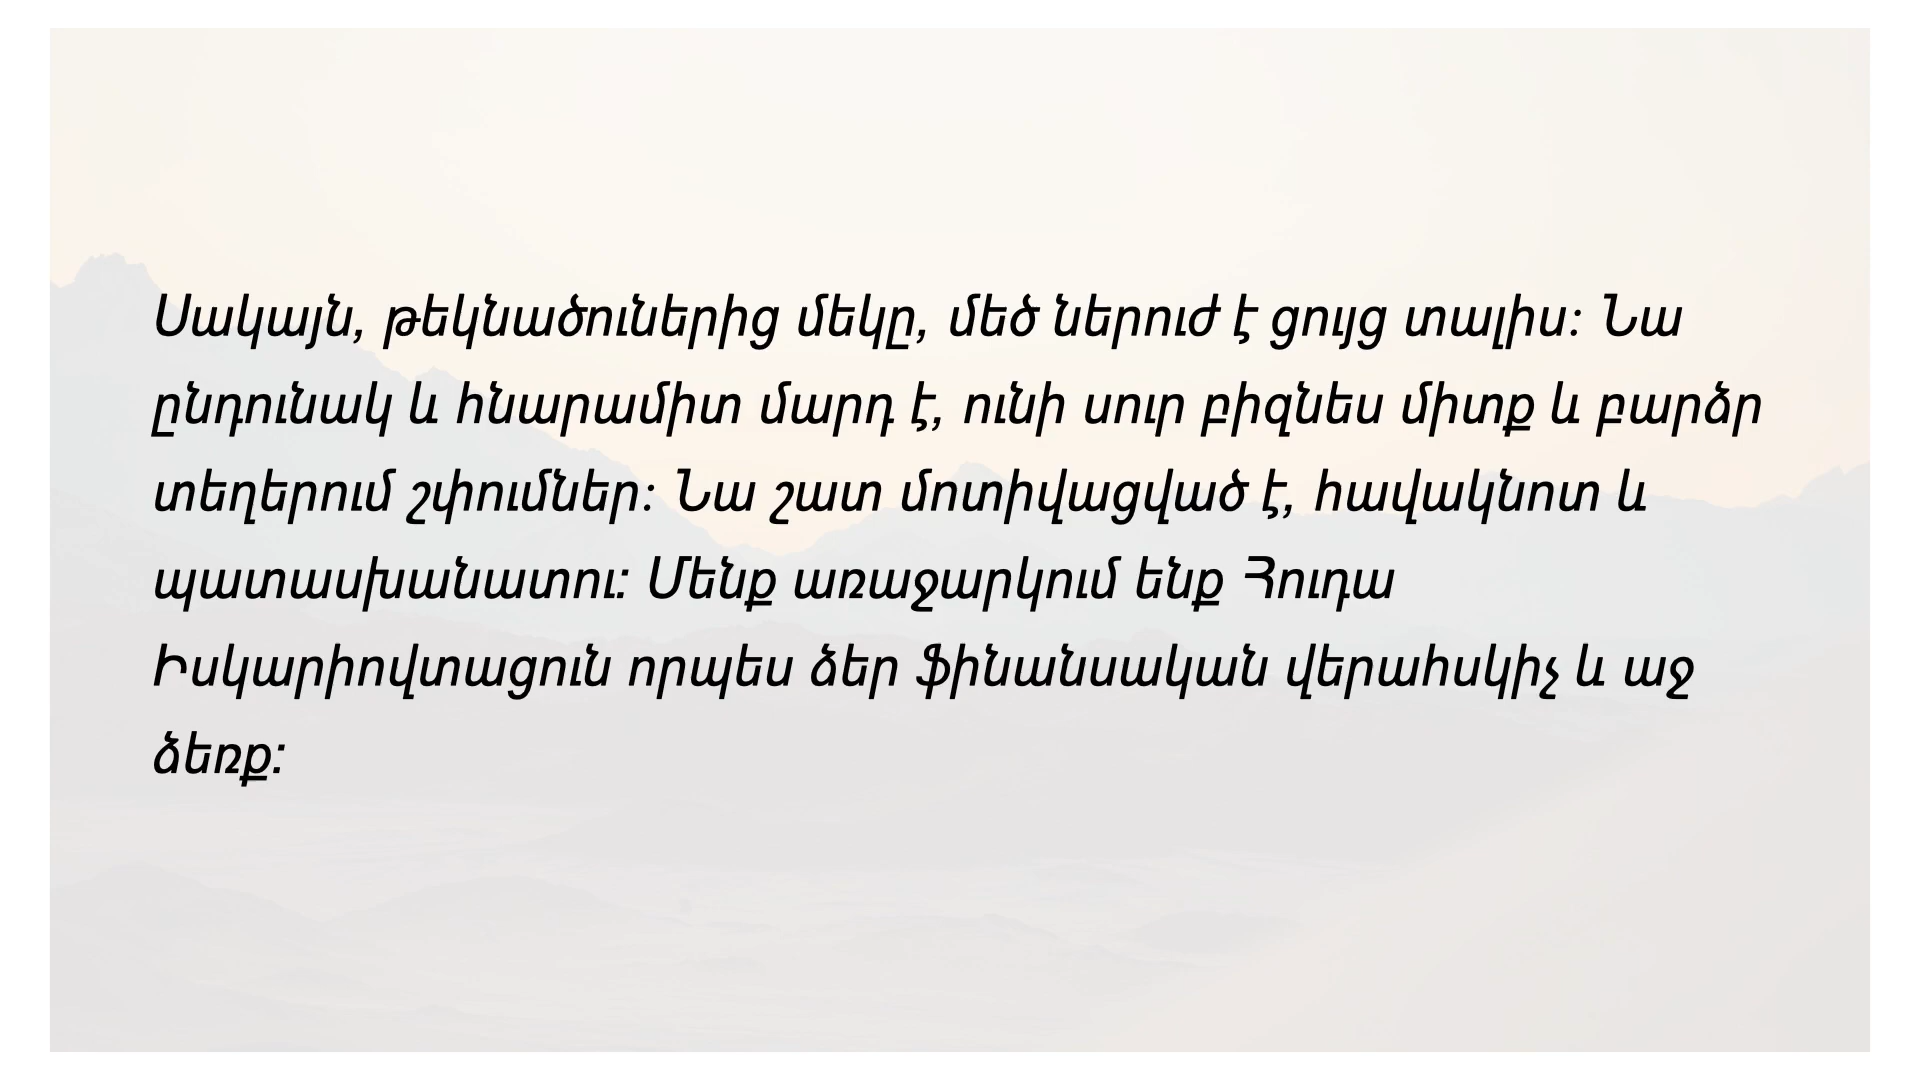 Սակայն, թեկնածուներից մեկը, մեծ ներուժ է ցույց տալիս։ Նա
ընդունակ և հնարամիտ մարդ է, ունի սուր բիզնես միտք և բարձր
տեղերում շփումներ։ Նա շատ մոտիվացված է, հավակնոտ և
պատասխանատու: Մենք առաջարկում ենք Հուդա
Իսկարիովտացուն որպես ձեր ֆինանսական վերահսկիչ և աջ
ձեռք: